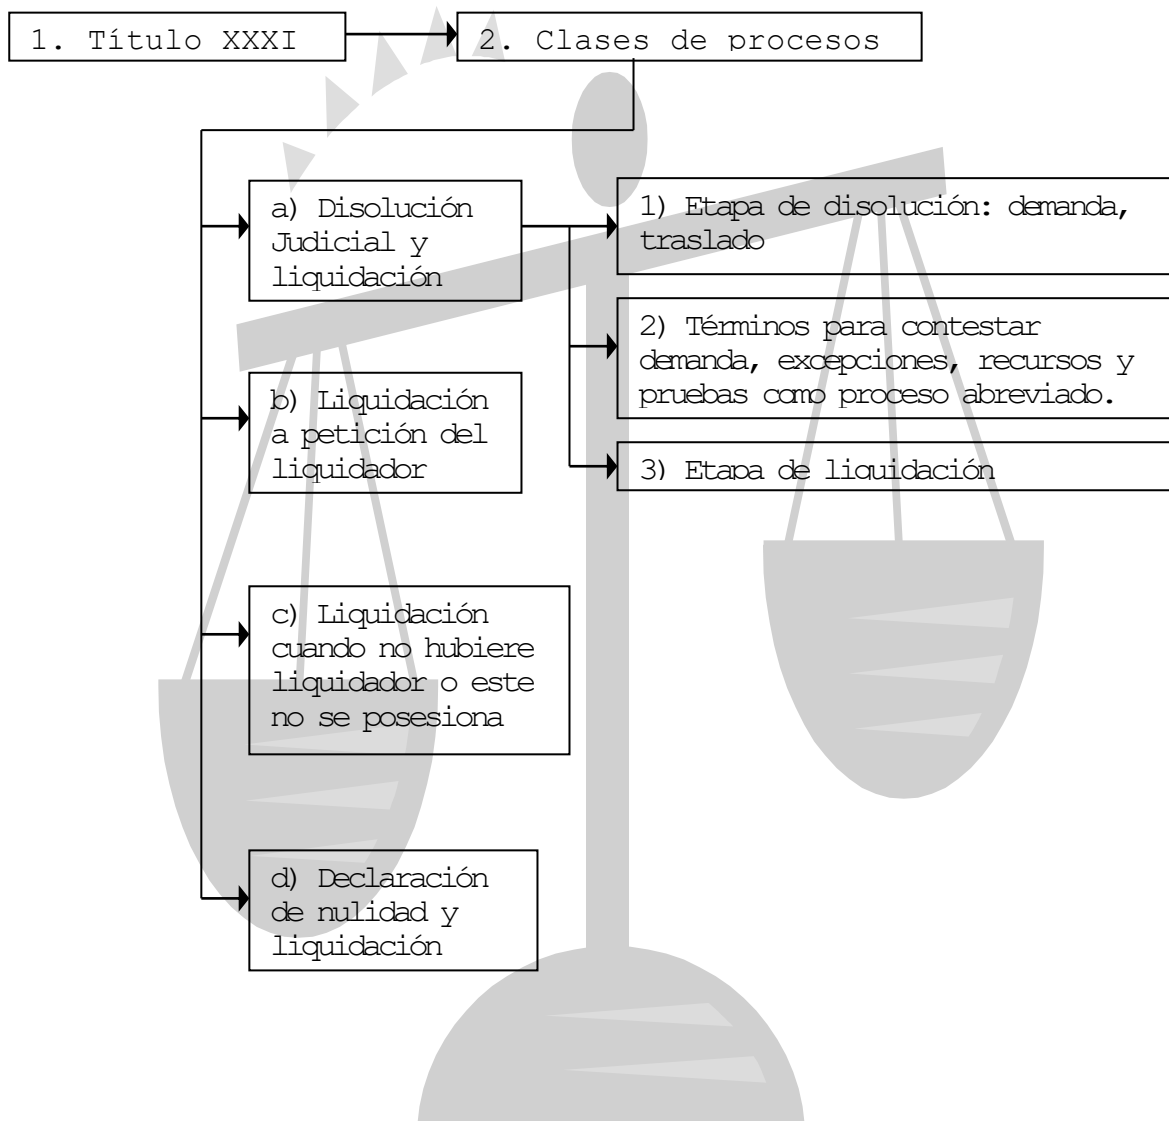 1. Título XXXI
2. Clases de procesos
a) Disolución
Judicial y
liquidación
1) Etapa de disolución: demanda,
traslado
2) Términos para contestar
demanda, excepciones, recursos y
pruebas como proceso abreviado.
3) Etapa de liquidación
b) Liquidación
a petición del
liquidador
c) Liquidación
cuando no hubiere
liquidador o este
no se posesiona
d) Declaración
de nulidad y
liquidación